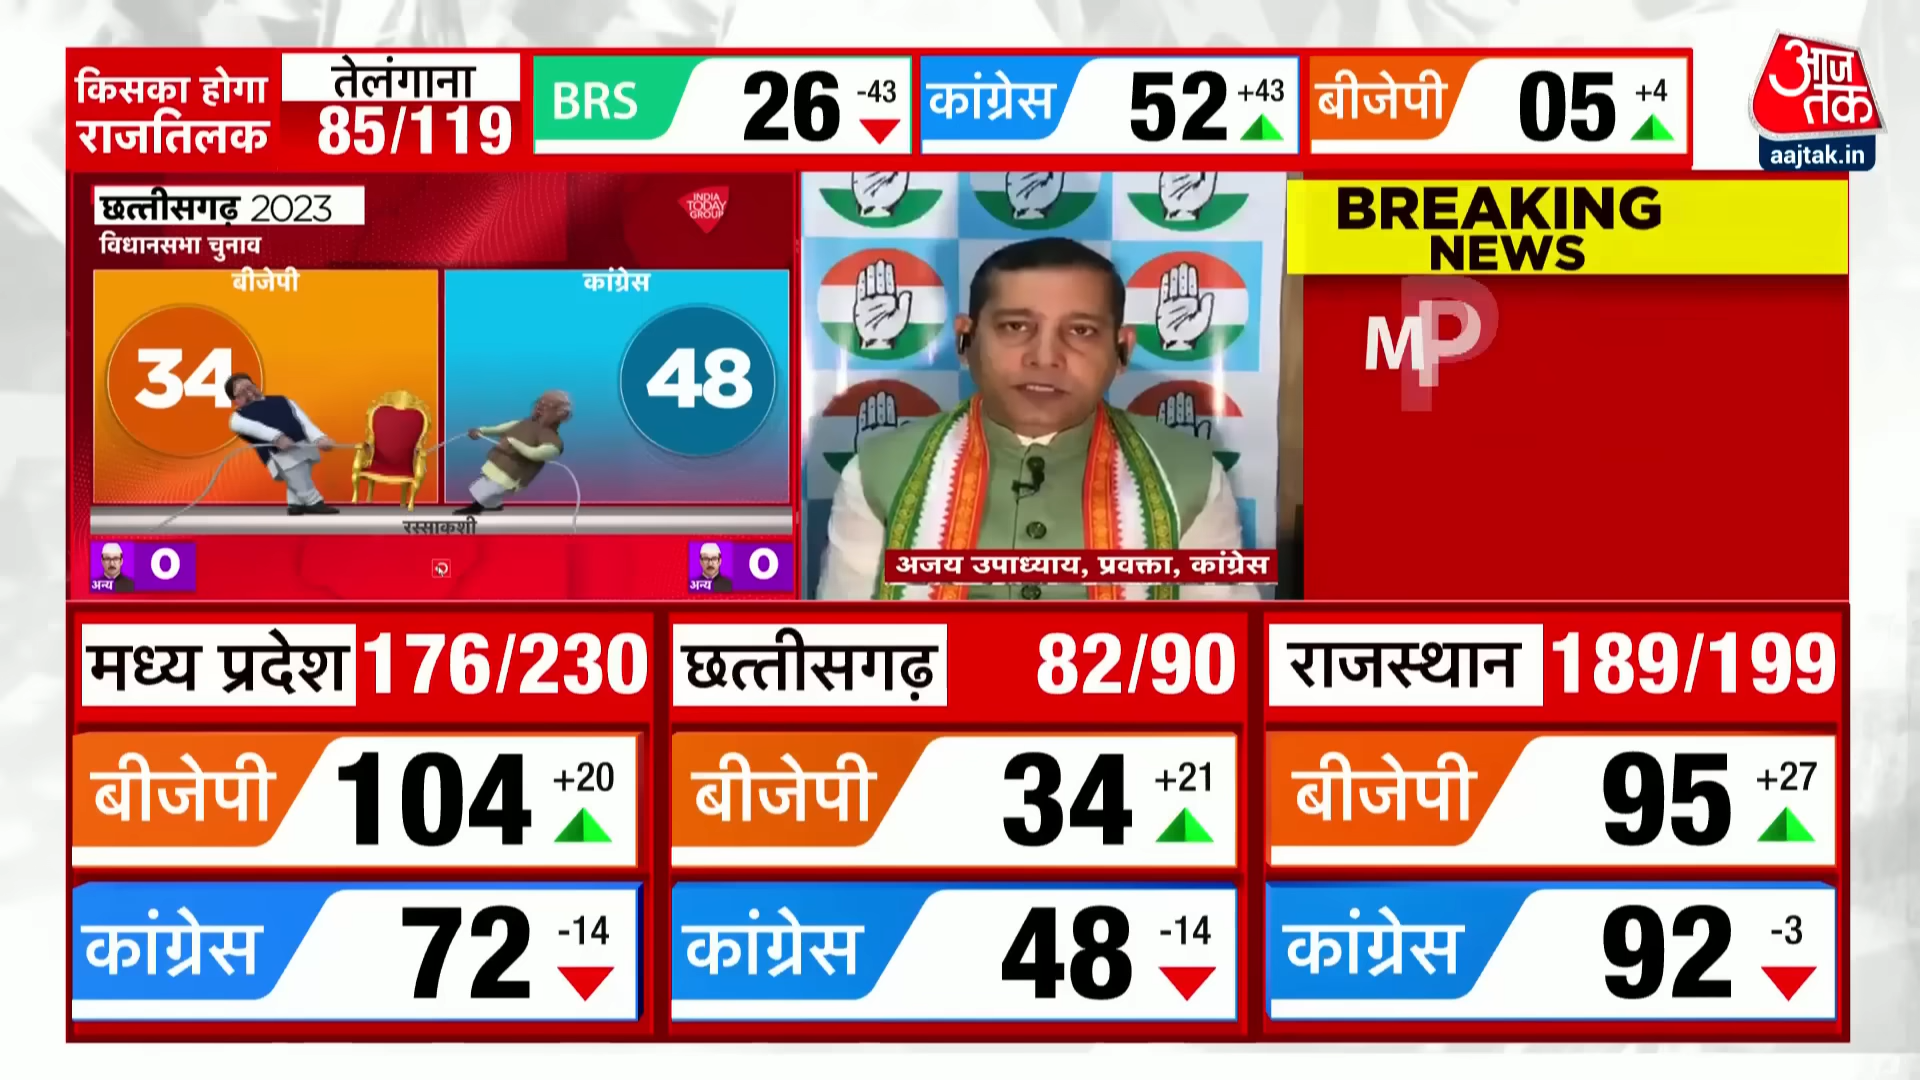 किसका होगा
राजतिलक
तेलंगाना
85/119
BRS 26 -43
कांग्रेस 52 +43
बीजेपी 05 +4
आज
तक
aajtak.in
छत्तीसगढ़ 2023
विधानसभा चुनाव
INDIA
TODAY
GROUP
बीजेपी
34
कांग्रेस
48
रस्साकशी
अन्य 0
अन्य 0
अजय उपाध्याय, प्रवक्ता, कांग्रेस
BREAKING
NEWS
MP
मध्य प्रदेश 176/230
बीजेपी 104 +20
कांग्रेस 72 -14
छत्तीसगढ़ 82/90
बीजेपी 34 +21
कांग्रेस 48 -14
राजस्थान 189/199
बीजेपी 95 +27
कांग्रेस 92 -3